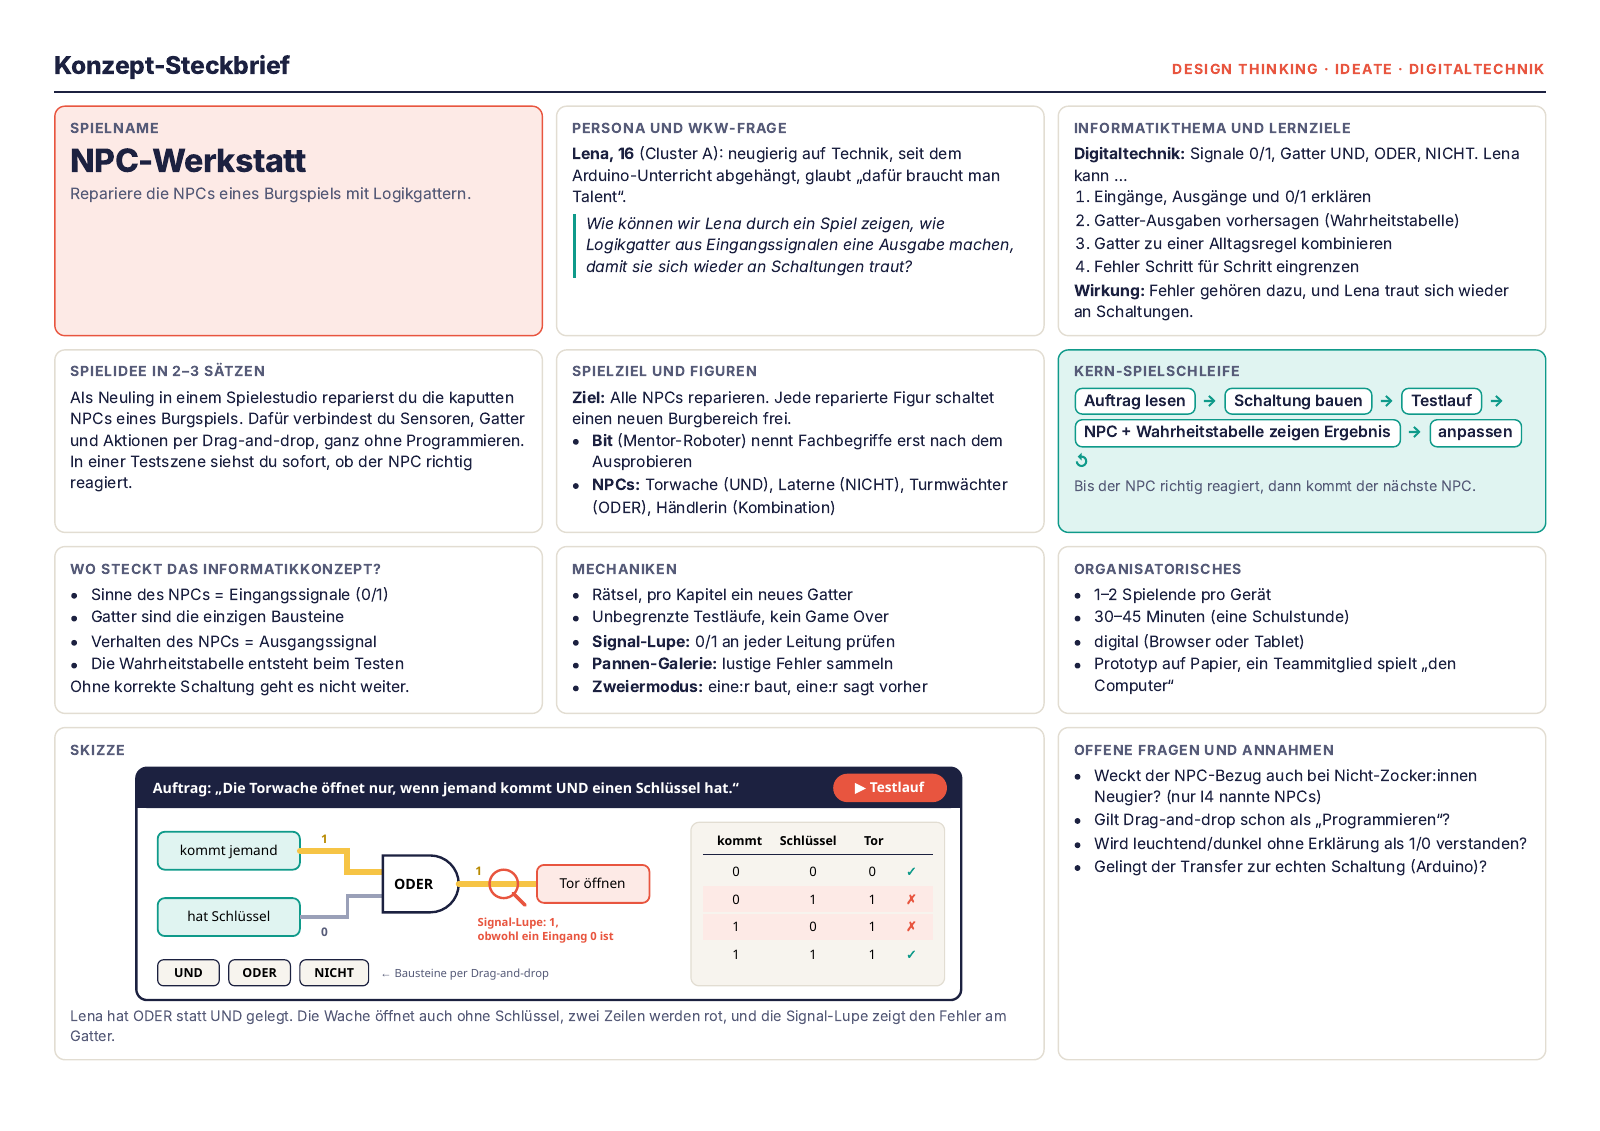 Konzept-Steckbrief
DESIGN THINKING · IDEATE · DIGITALTECHNIK
SPIELNAME
NPC-Werkstatt
Repariere die NPCs eines Burgspiels mit Logikgattern.
PERSONA UND WKW-FRAGE
Lena, 16 (Cluster A): neugierig auf Technik, seit dem
Arduino-Unterricht abgehängt, glaubt „dafür braucht man
Talent“.
Wie können wir Lena durch ein Spiel zeigen, wie
Logikgatter aus Eingangssignalen eine Ausgabe machen,
damit sie sich wieder an Schaltungen traut?
INFORMATIKTHEMA UND LERNZIELE
Digitaltechnik: Signale 0/1, Gatter UND, ODER, NICHT. Lena
kann ...
1. Eingänge, Ausgänge und 0/1 erklären
2. Gatter-Ausgaben vorhersagen (Wahrheitstabelle)
3. Gatter zu einer Alltagsregel kombinieren
4. Fehler Schritt für Schritt eingrenzen
Wirkung: Fehler gehören dazu, und Lena traut sich wieder
an Schaltungen.
SPIELIDEE IN 2–3 SÄTZEN
Als Neuling in einem Spielestudio reparierst du die kaputten
NPCs eines Burgspiels. Dafür verbindest du Sensoren, Gatter
und Aktionen per Drag-and-drop, ganz ohne Programmieren.
In einer Testszene siehst du sofort, ob der NPC richtig
reagiert.
SPIELZIEL UND FIGUREN
Ziel: Alle NPCs reparieren. Jede reparierte Figur schaltet
einen neuen Burgbereich frei.
• Bit (Mentor-Roboter) nennt Fachbegriffe erst nach dem
Ausprobieren
• NPCs: Torwache (UND), Laterne (NICHT), Turmwächter
(ODER), Händlerin (Kombination)
KERN-SPIELSCHLEIFE
Auftrag lesen → Schaltung bauen → Testlauf →
NPC + Wahrheitstabelle zeigen Ergebnis → anpassen
↺
Bis der NPC richtig reagiert, dann kommt der nächste NPC.
WO STECKT DAS INFORMATIKKONZEPT?
• Sinne des NPCs = Eingangssignale (0/1)
• Gatter sind die einzigen Bausteine
• Verhalten des NPCs = Ausgangssignal
• Die Wahrheitstabelle entsteht beim Testen
Ohne korrekte Schaltung geht es nicht weiter.
MECHANIKEN
• Rätsel, pro Kapitel ein neues Gatter
• Unbegrenzte Testläufe, kein Game Over
• Signal-Lupe: 0/1 an jeder Leitung prüfen
• Pannen-Galerie: lustige Fehler sammeln
• Zweiermodus: eine:r baut, eine:r sagt vorher
ORGANISATORISCHES
• 1–2 Spielende pro Gerät
• 30–45 Minuten (eine Schulstunde)
• digital (Browser oder Tablet)
• Prototyp auf Papier, ein Teammitglied spielt „den
Computer“
SKIZZE
Auftrag: „Die Torwache öffnet nur, wenn jemand kommt UND einen Schlüssel hat.“
▶ Testlauf
kommt jemand
1
hat Schlüssel
0
ODER
1
Tor öffnen
Signal-Lupe: 1,
obwohl ein Eingang 0 ist
UND ODER NICHT ← Bausteine per Drag-and-drop
kommt Schlüssel Tor
0 0 0 ✓
0 1 1 ✗
1 0 1 ✗
1 1 1 ✓
Lena hat ODER statt UND gelegt. Die Wache öffnet auch ohne Schlüssel, zwei Zeilen werden rot, und die Signal-Lupe zeigt den Fehler am
Gatter.
OFFENE FRAGEN UND ANNAHMEN
• Weckt der NPC-Bezug auch bei Nicht-Zocker:innen
Neugier? (nur I4 nannte NPCs)
• Gilt Drag-and-drop schon als „Programmieren“?
• Wird leuchtend/dunkel ohne Erklärung als 1/0 verstanden?
• Gelingt der Transfer zur echten Schaltung (Arduino)?